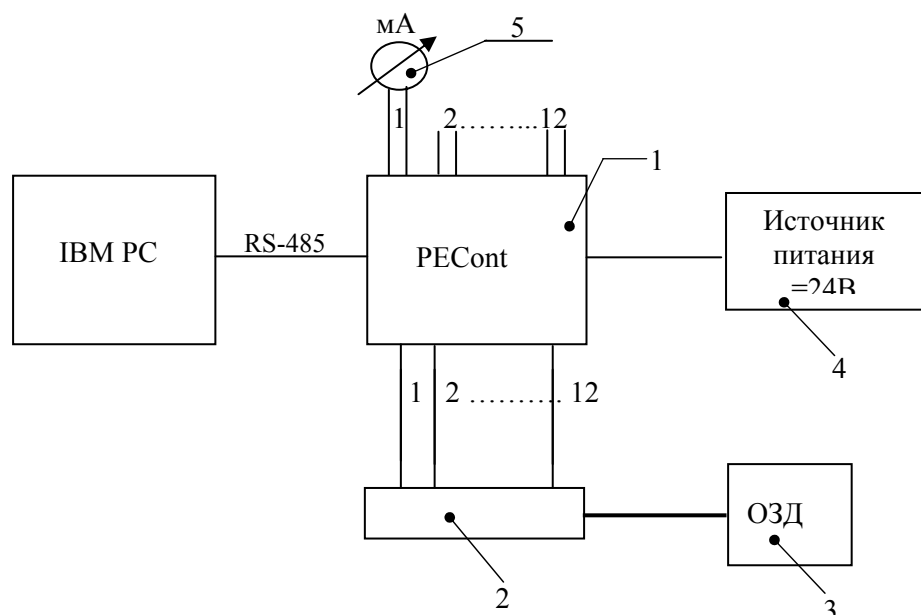 мА
5
1
2……...12
1
IBM PC
RS-485
PECont
Источник
питания
=24В
4
1
2
……….. 12
ОЗД
2
3